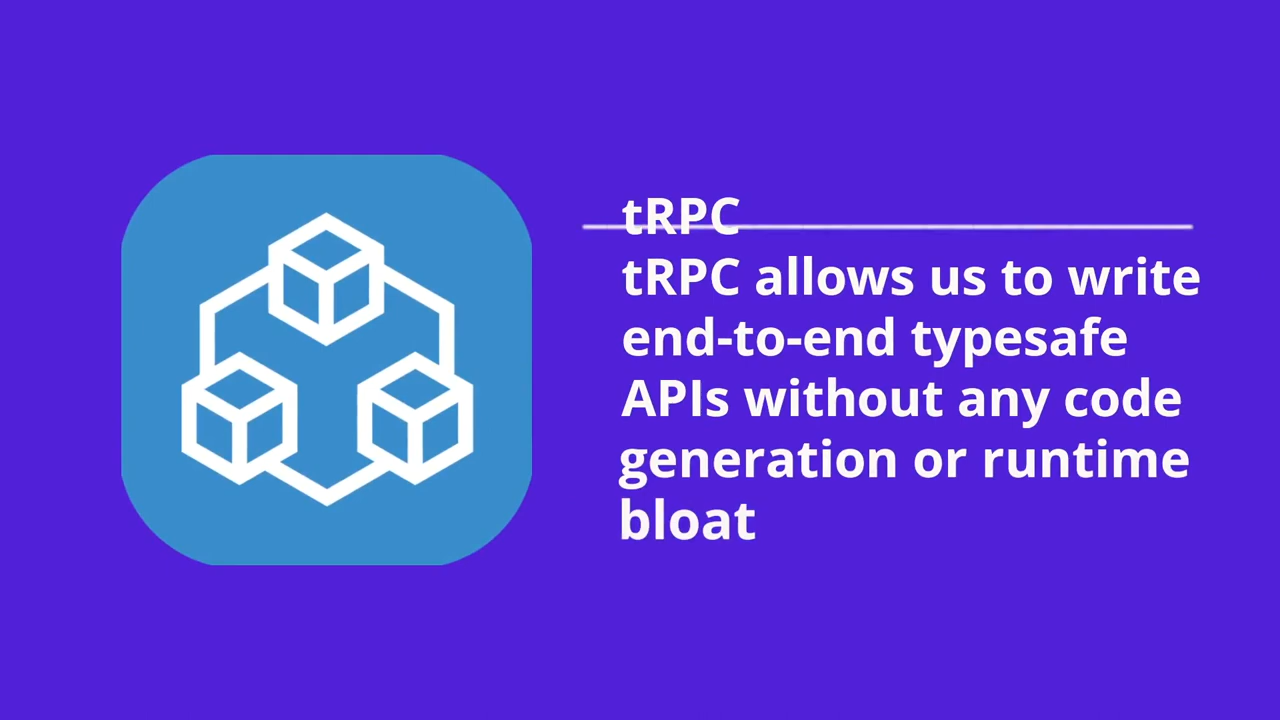 tRPC
tRPC allows us to write
end-to-end typesafe
APIs without any code
generation or runtime
bloat